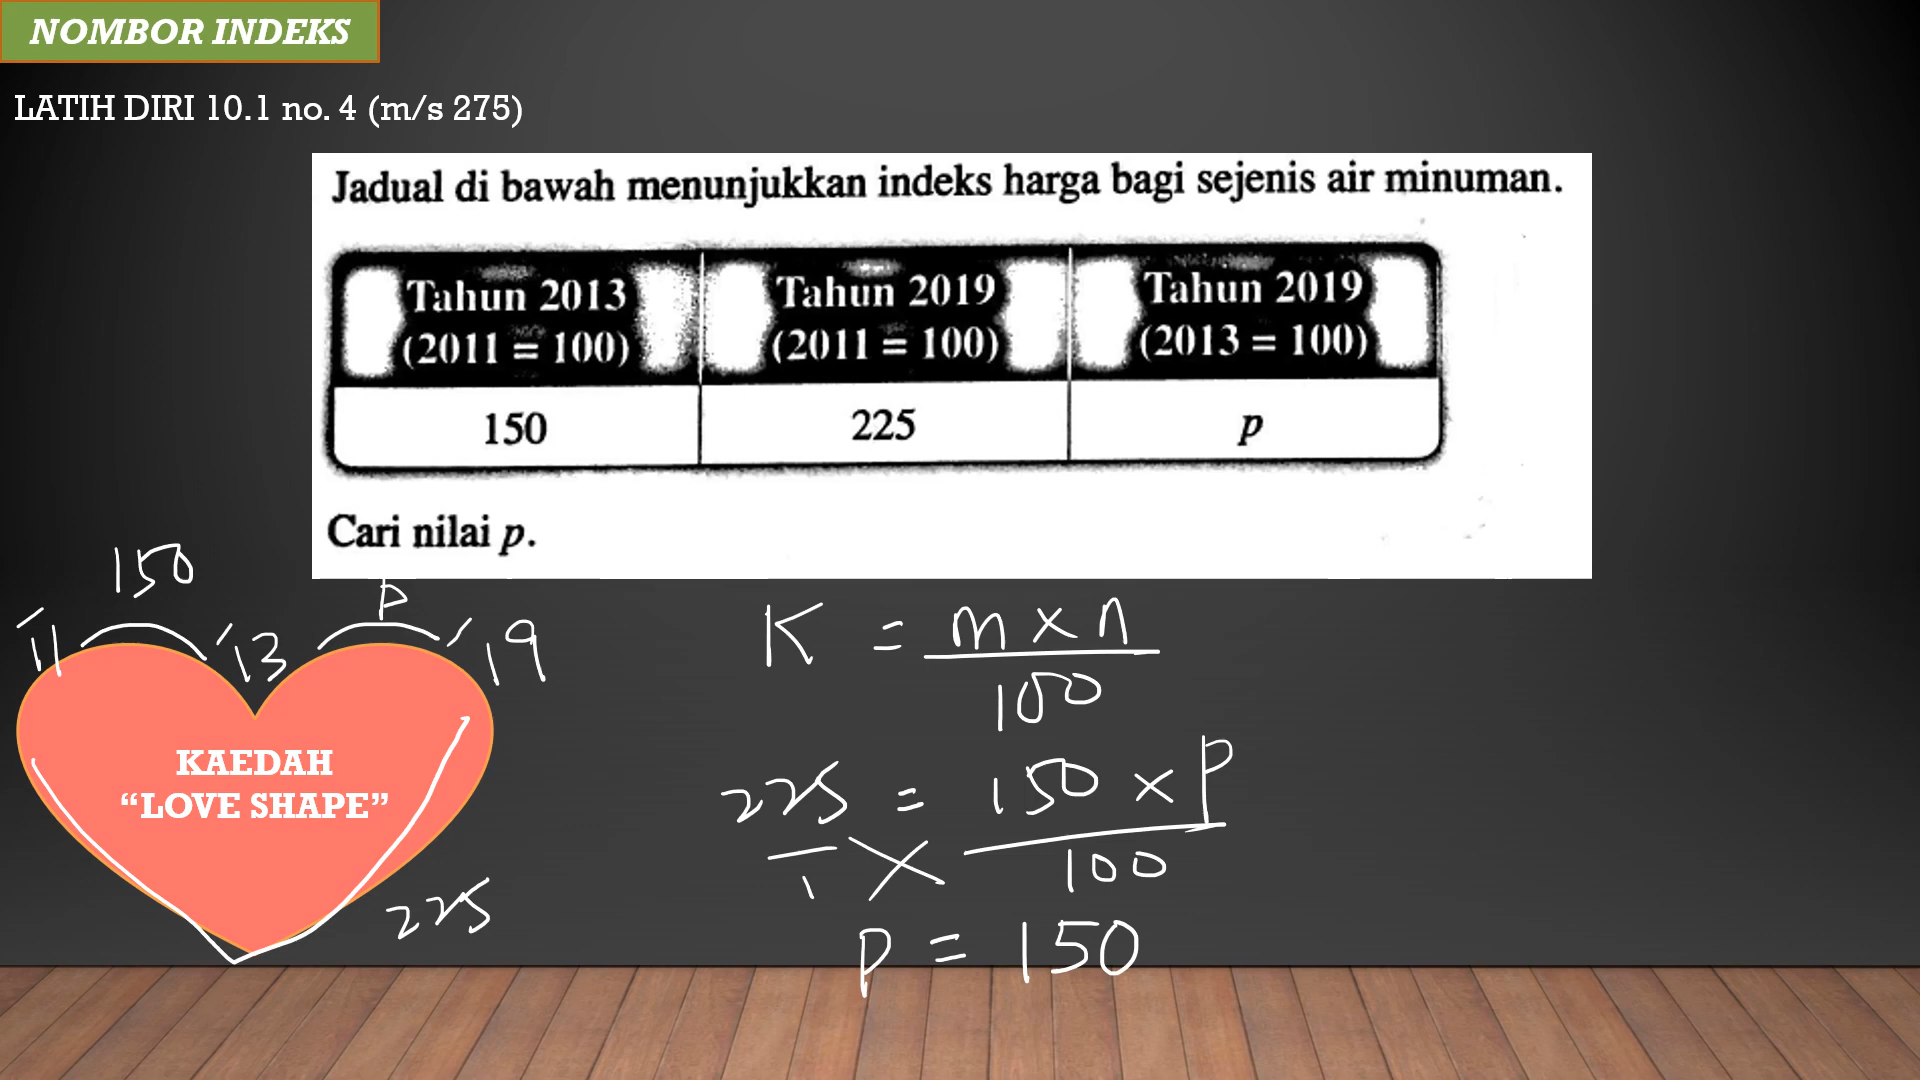 NOMBOR INDEKS
LATIH DIRI 10.1 no. 4 (m/s 275)
Jadual di bawah menunjukkan indeks harga bagi sejenis air minuman.
Tahun 2013 (2011 = 100)
Tahun 2019 (2011 = 100)
Tahun 2019 (2013 = 100)
150
225
p
Cari nilai p.
150
P
'11
'13
'19
KAEDAH
“LOVE SHAPE”
225
K = m × n
100
225 = 150 × P
1
100
P = 150